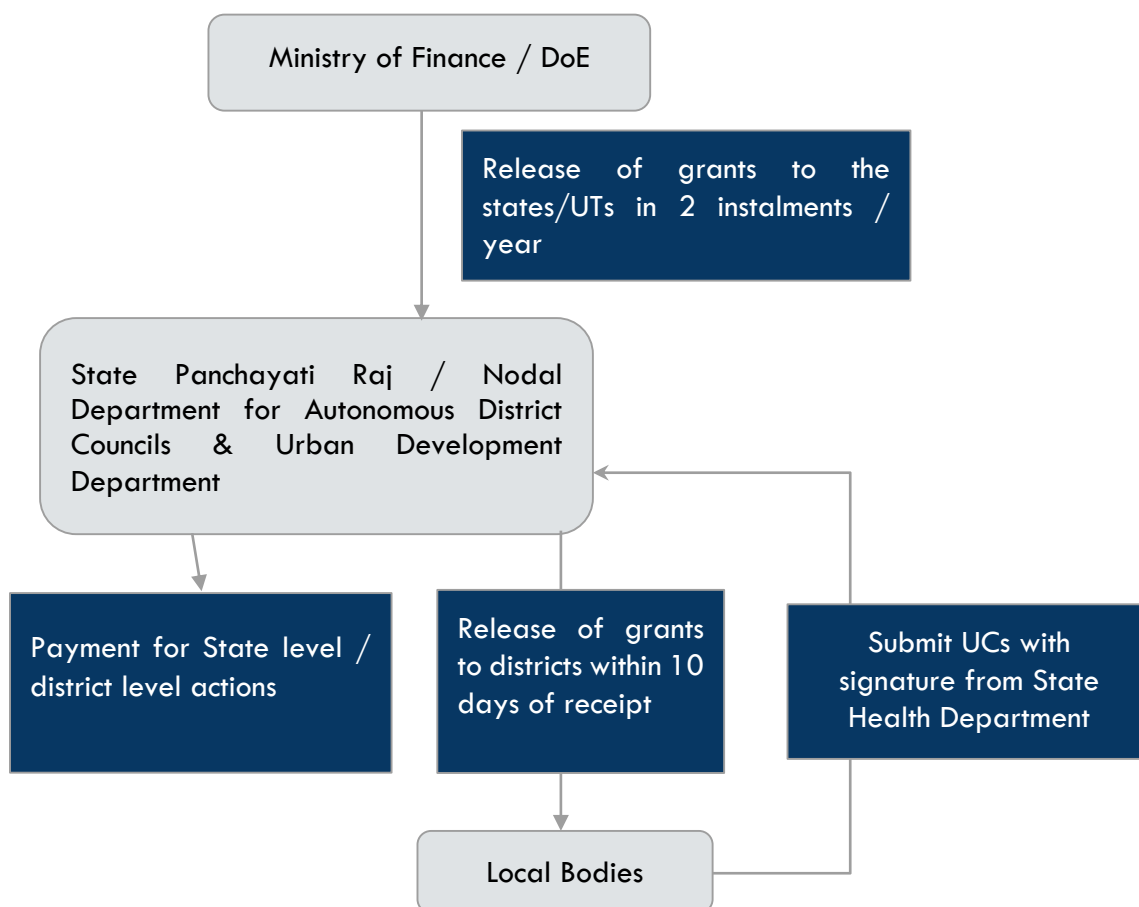 Ministry of Finance / DoE
Release of grants to the
states/UTs in 2 instalments /
year
State Panchayati Raj / Nodal
Department for Autonomous District
Councils & Urban Development
Department
Payment for State level /
district level actions
Release of grants
to districts within 10
days of receipt
Submit UCs with
signature from State
Health Department
Local Bodies